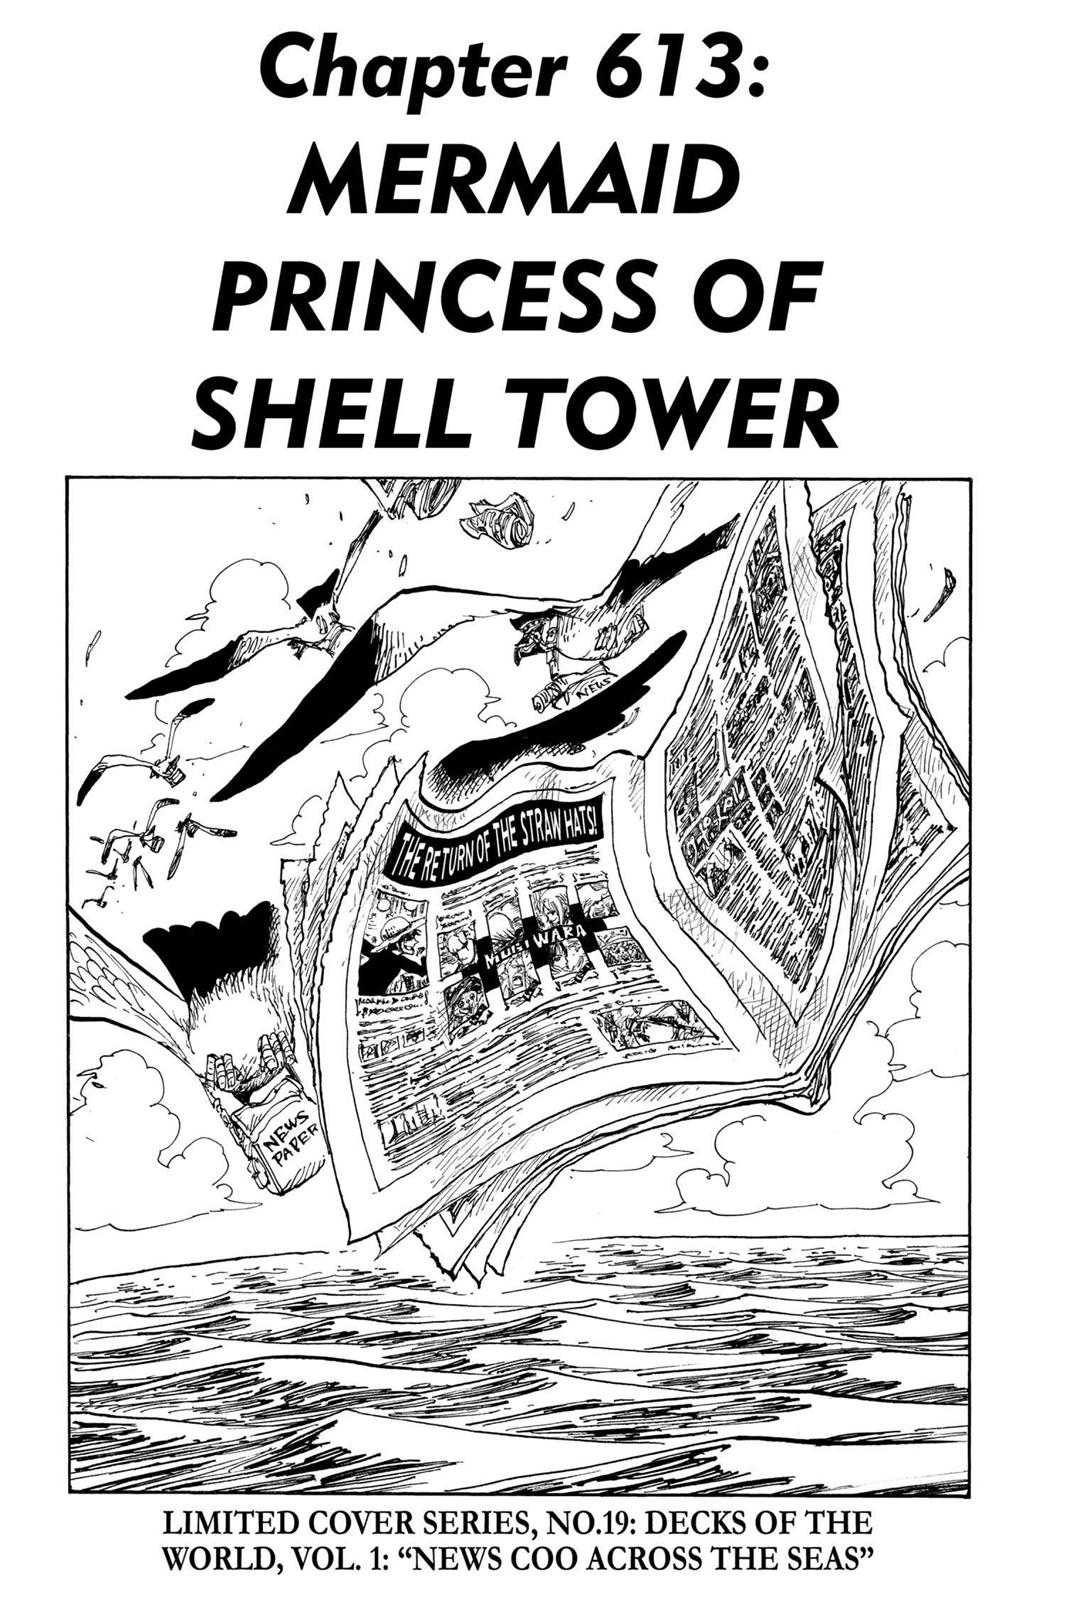 Chapter 613:
MERMAID
PRINCESS OF
SHELL TOWER
NEWS
THE RETURN OF THE STRAW HATS!
MUGIWARA
NEWS
PAPER
LIMITED COVER SERIES, NO.19: DECKS OF THE
WORLD, VOL. 1: “NEWS COO ACROSS THE SEAS”